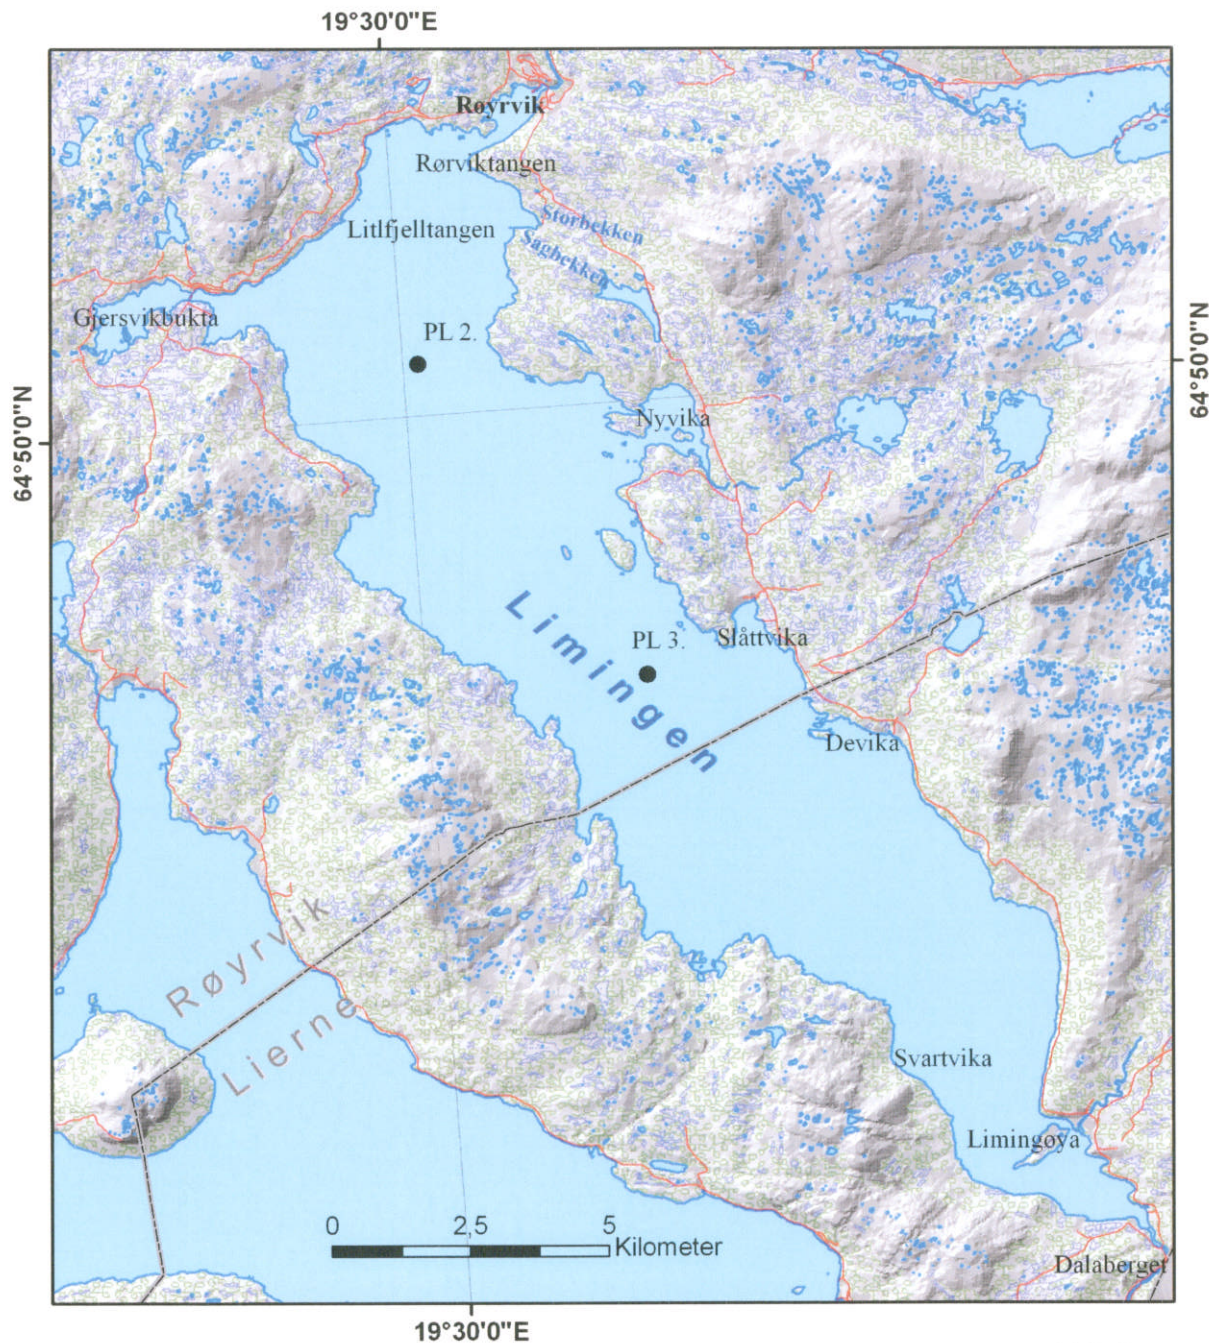 19°30'0"E
Røyrvik
Rørviktangen
Litlfjelltangen
Storbekken
Sagbekken
Gjersvikbukta
PL 2.
64°50'0"N
64°50'0"N
Nyvika
Limingen
PL 3.
Slåttvika
Devika
Røyrvik
Lierne
Svartvika
Limingøya
0 2,5 5
Kilometer
Dalaberget
19°30'0"E